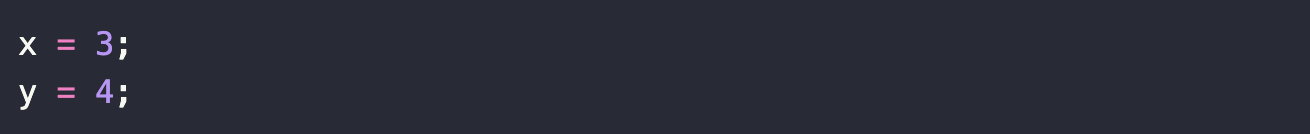 x = 3;
y = 4;